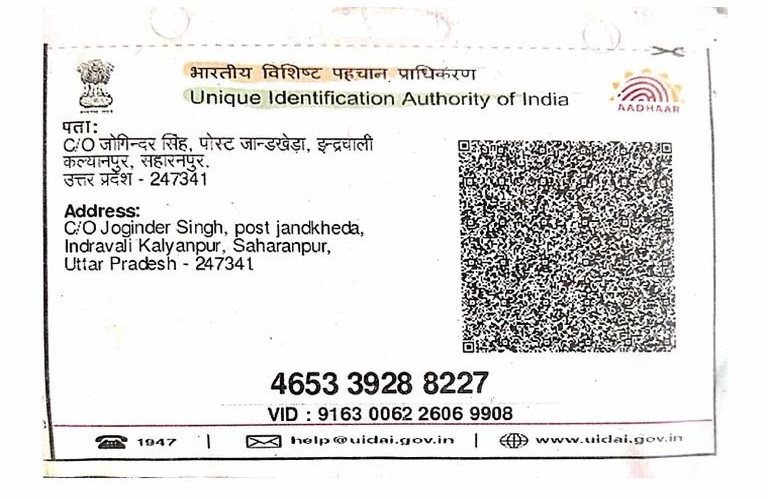 भारतीय विशिष्ट पहचान प्राधिकरण
Unique Identification Authority of India
AADHAAR
पता:
C/O जोगिन्दर सिंह, पोस्ट जान्डखेड़ा, इन्द्रवाली
कल्यानपुर, सहारनपुर,
उत्तर प्रदेश - 247341
Address:
C/O Joginder Singh, post jandkheda,
Indravali Kalyanpur, Saharanpur,
Uttar Pradesh - 247341
4653 3928 8227
VID : 9163 0062 2606 9908
1947 | help@uidai.gov.in | www.uidai.gov.in